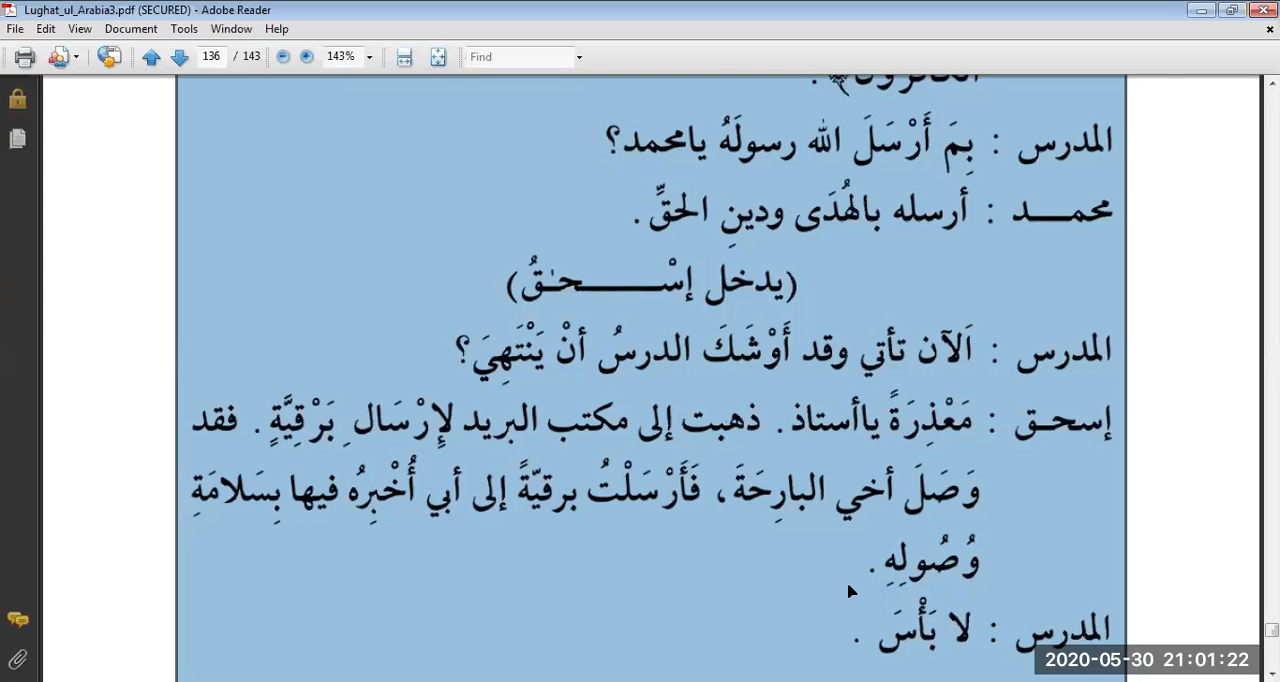 Lughat_ul_Arabia3.pdf (SECURED) - Adobe Reader
File Edit View Document Tools Window Help
136 / 143 143% Find
المدرس : بِمَ أَرْسَلَ الله رسولَهُ يامحمد؟
محمـــد : أرسله بالهُدَى ودينِ الحقِّ .
(يدخل إسْـــــــحـٰقُ)
المدرس : اَلآن تأتي وقد أَوْشَكَ الدرسُ أنْ يَنْتَهِيَ؟
إسحـق : مَعْذِرَةً ياأستاذ . ذهبت إلى مكتب البريد لِإرْسَالِ بَرْقِيَّةٍ . فقد
وَصَلَ أخي البارِحَةَ ، فَأَرْسَلْتُ برقيّةً إلى أبي أُخْبِرُه فيها بِسَلامَةِ
وُصُولِهِ .
المدرس : لا بَأْسَ .
2020-05-30 21:01:22